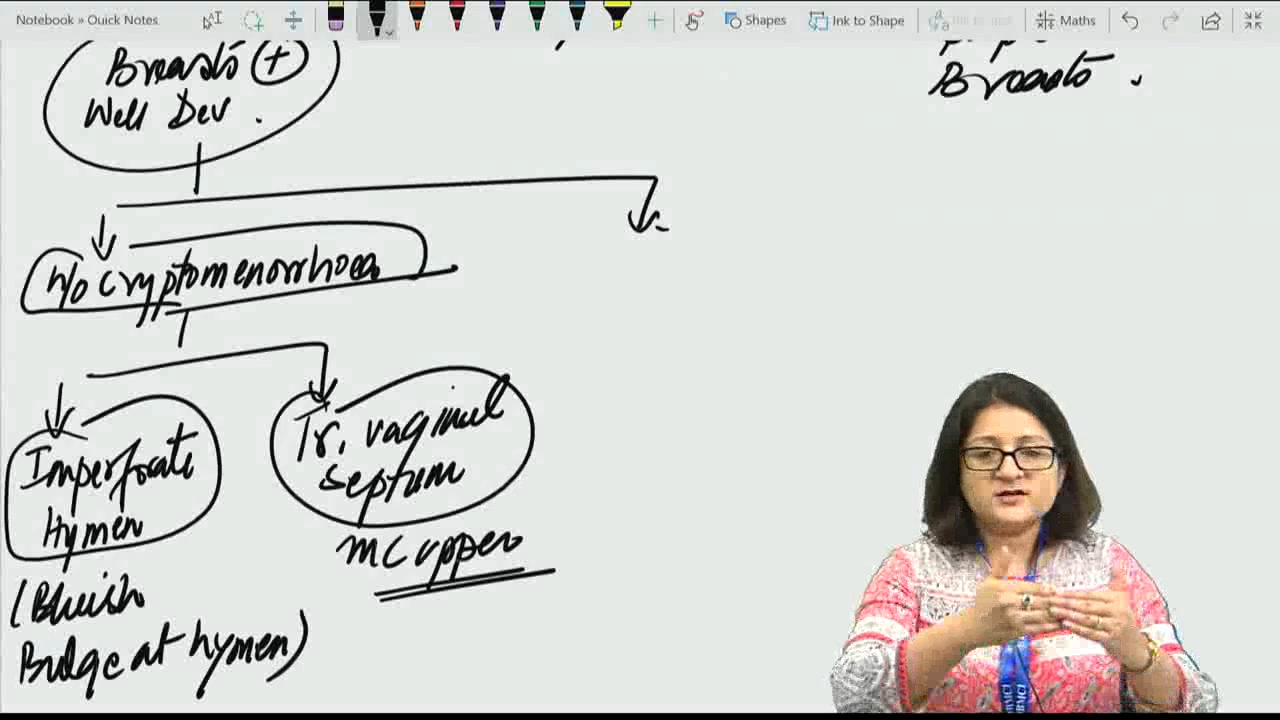 Notebook » Quick Notes
Shapes
Ink to Shape
Maths
Breasts +
Well Dev.
Breasts.
h/o Cryptomenorrhoea
Imperforate
Hymen
(Bluish
Bulge at hymen)
Tr. vaginal
septum
MC upper